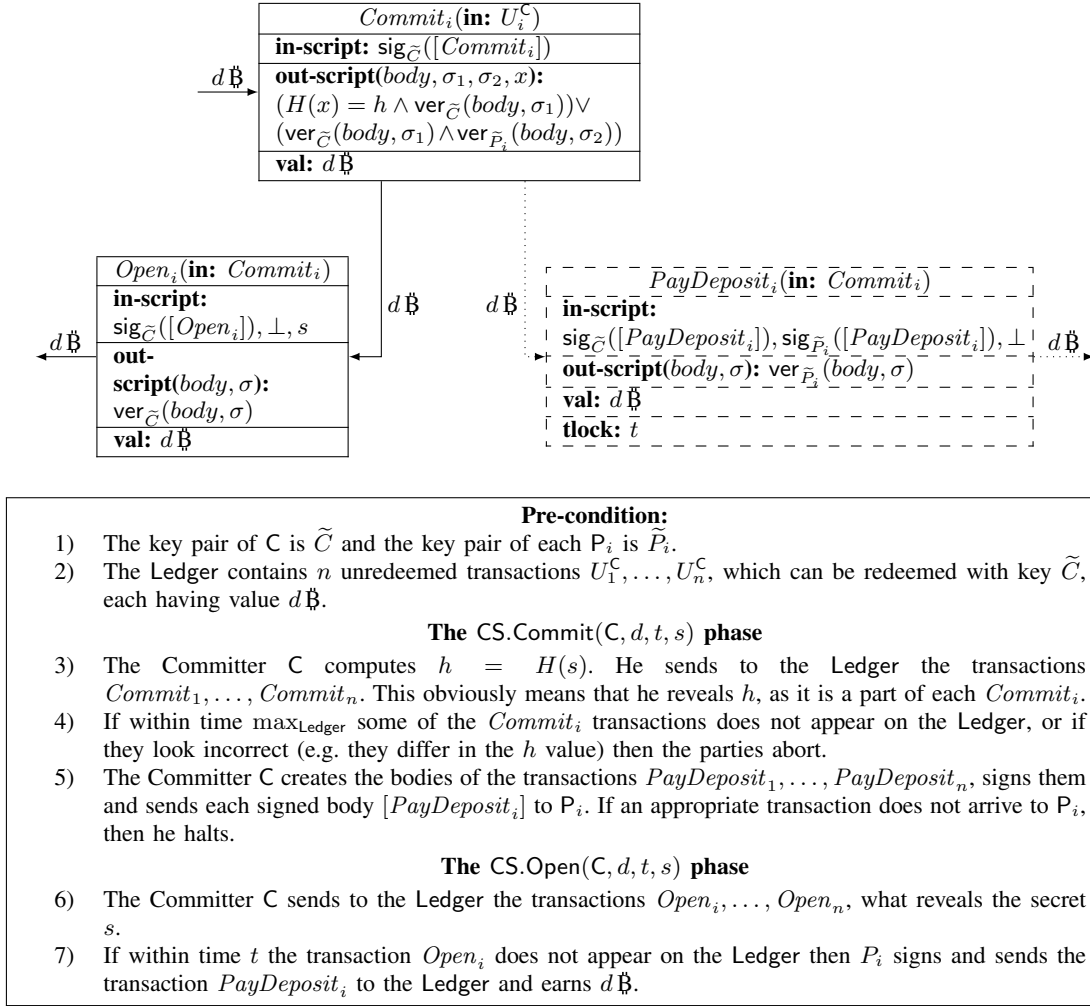 Commit_i(in: U_i^C)
in-script: sig_C̃([Commit_i])
d ₿
out-script(body, σ₁, σ₂, x):
(H(x) = h ∧ ver_C̃(body, σ₁))∨
(ver_C̃(body, σ₁) ∧ ver_P̃_i(body, σ₂))
val: d ₿
Open_i(in: Commit_i)
in-script:
sig_C̃([Open_i]), ⊥, s
d ₿
out-
script(body, σ):
ver_C̃(body, σ)
val: d ₿
d ₿
d ₿
PayDeposit_i(in: Commit_i)
in-script:
sig_C̃([PayDeposit_i]), sig_P̃_i([PayDeposit_i]), ⊥
d ₿
out-script(body, σ): ver_P̃_i(body, σ)
val: d ₿
tlock: t
Pre-condition:
1) The key pair of C is C̃ and the key pair of each P_i is P̃_i.
2) The Ledger contains n unredeemed transactions U_1^C, . . . , U_n^C, which can be redeemed with key C̃,
each having value d ₿.
The CS.Commit(C, d, t, s) phase
3) The Committer C computes h = H(s). He sends to the Ledger the transactions
Commit_1, . . . , Commit_n. This obviously means that he reveals h, as it is a part of each Commit_i.
4) If within time max_Ledger some of the Commit_i transactions does not appear on the Ledger, or if
they look incorrect (e.g. they differ in the h value) then the parties abort.
5) The Committer C creates the bodies of the transactions PayDeposit_1, . . . , PayDeposit_n, signs them
and sends each signed body [PayDeposit_i] to P_i. If an appropriate transaction does not arrive to P_i,
then he halts.
The CS.Open(C, d, t, s) phase
6) The Committer C sends to the Ledger the transactions Open_i, . . . , Open_n, what reveals the secret
s.
7) If within time t the transaction Open_i does not appear on the Ledger then P_i signs and sends the
transaction PayDeposit_i to the Ledger and earns d ₿.